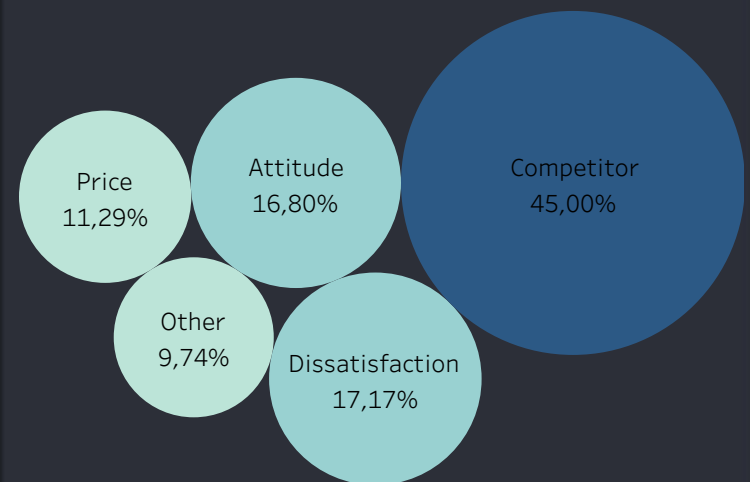 Price
11,29%
Attitude
16,80%
Competitor
45,00%
Other
9,74%
Dissatisfaction
17,17%